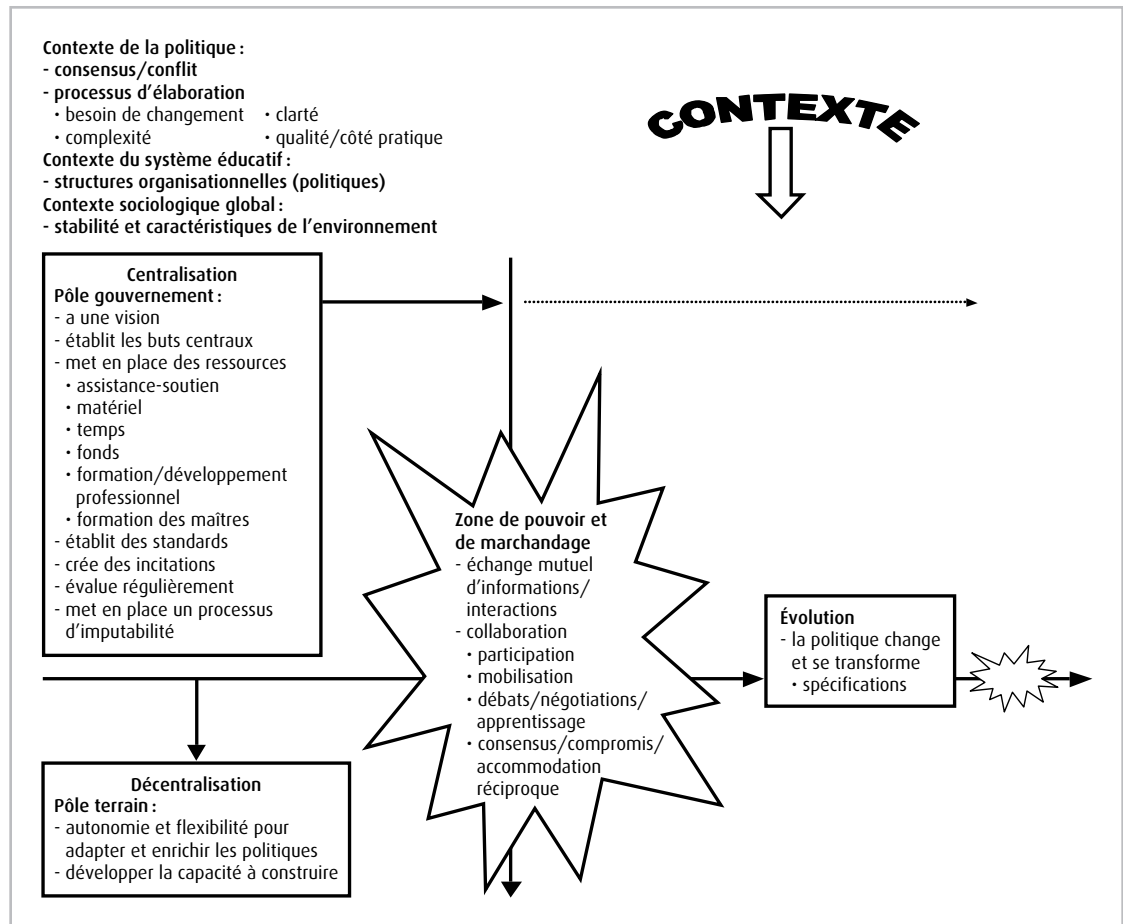 Contexte de la politique :
- consensus/conflit
- processus d'élaboration
• besoin de changement • clarté
• complexité • qualité/côté pratique
Contexte du système éducatif :
- structures organisationnelles (politiques)
Contexte sociologique global :
- stabilité et caractéristiques de l'environnement
CONTEXTE
Centralisation
Pôle gouvernement :
- a une vision
- établit les buts centraux
- met en place des ressources
• assistance-soutien
• matériel
• temps
• fonds
• formation/développement
professionnel
• formation des maîtres
- établit des standards
- crée des incitations
- évalue régulièrement
- met en place un processus
d'imputabilité
Zone de pouvoir et
de marchandage
- échange mutuel
d'informations/
interactions
- collaboration
• participation
• mobilisation
• débats/négotiations/
apprentissage
• consensus/compromis/
accommodation
réciproque
Évolution
- la politique change
et se transforme
• spécifications
Décentralisation
Pôle terrain :
- autonomie et flexibilité pour
adapter et enrichir les politiques
- développer la capacité à construire